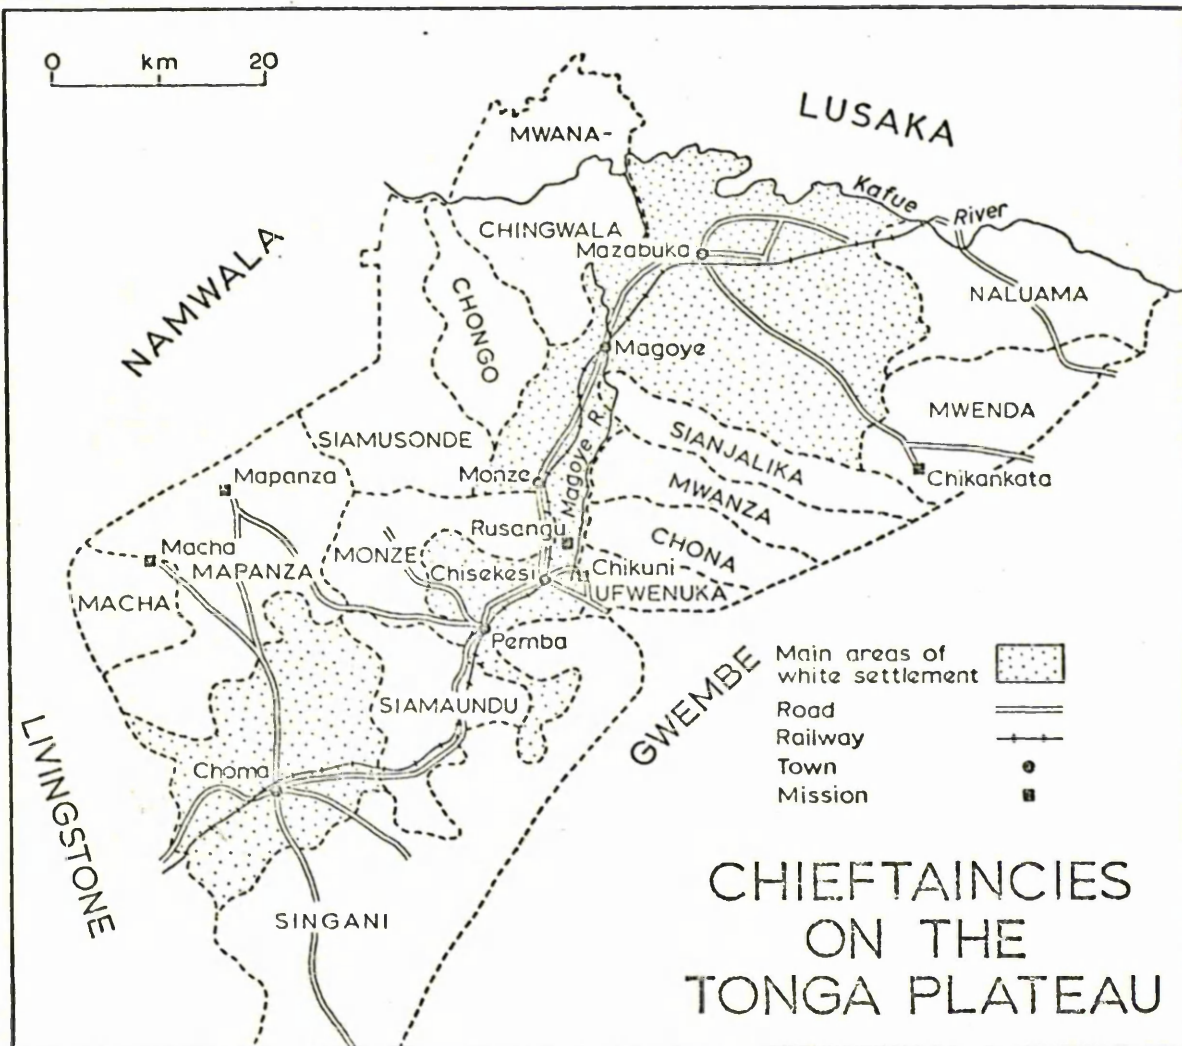 0 km 20
LUSAKA
MWANA-
Kafue
River
CHINGWALA
Mazabuka
NAMWALA
CHONGO
NALUAMA
Magoye
MWENDA
SIAMUSONDE
Magoye R.
SIANJALIKA
Mapanza
Monze
Chikankata
MWANZA
Rusangu
CHONA
Macha
MONZE
MAPANZA
Chisekesi
Chikuni
UFWENUKA
MACHA
Pemba
SIAMAUNDU
GWEMBE
LIVINGSTONE
Choma
SINGANI
Main areas of
white settlement
Road
Railway
Town
Mission
CHIEFTAINCIES
ON THE
TONGA PLATEAU